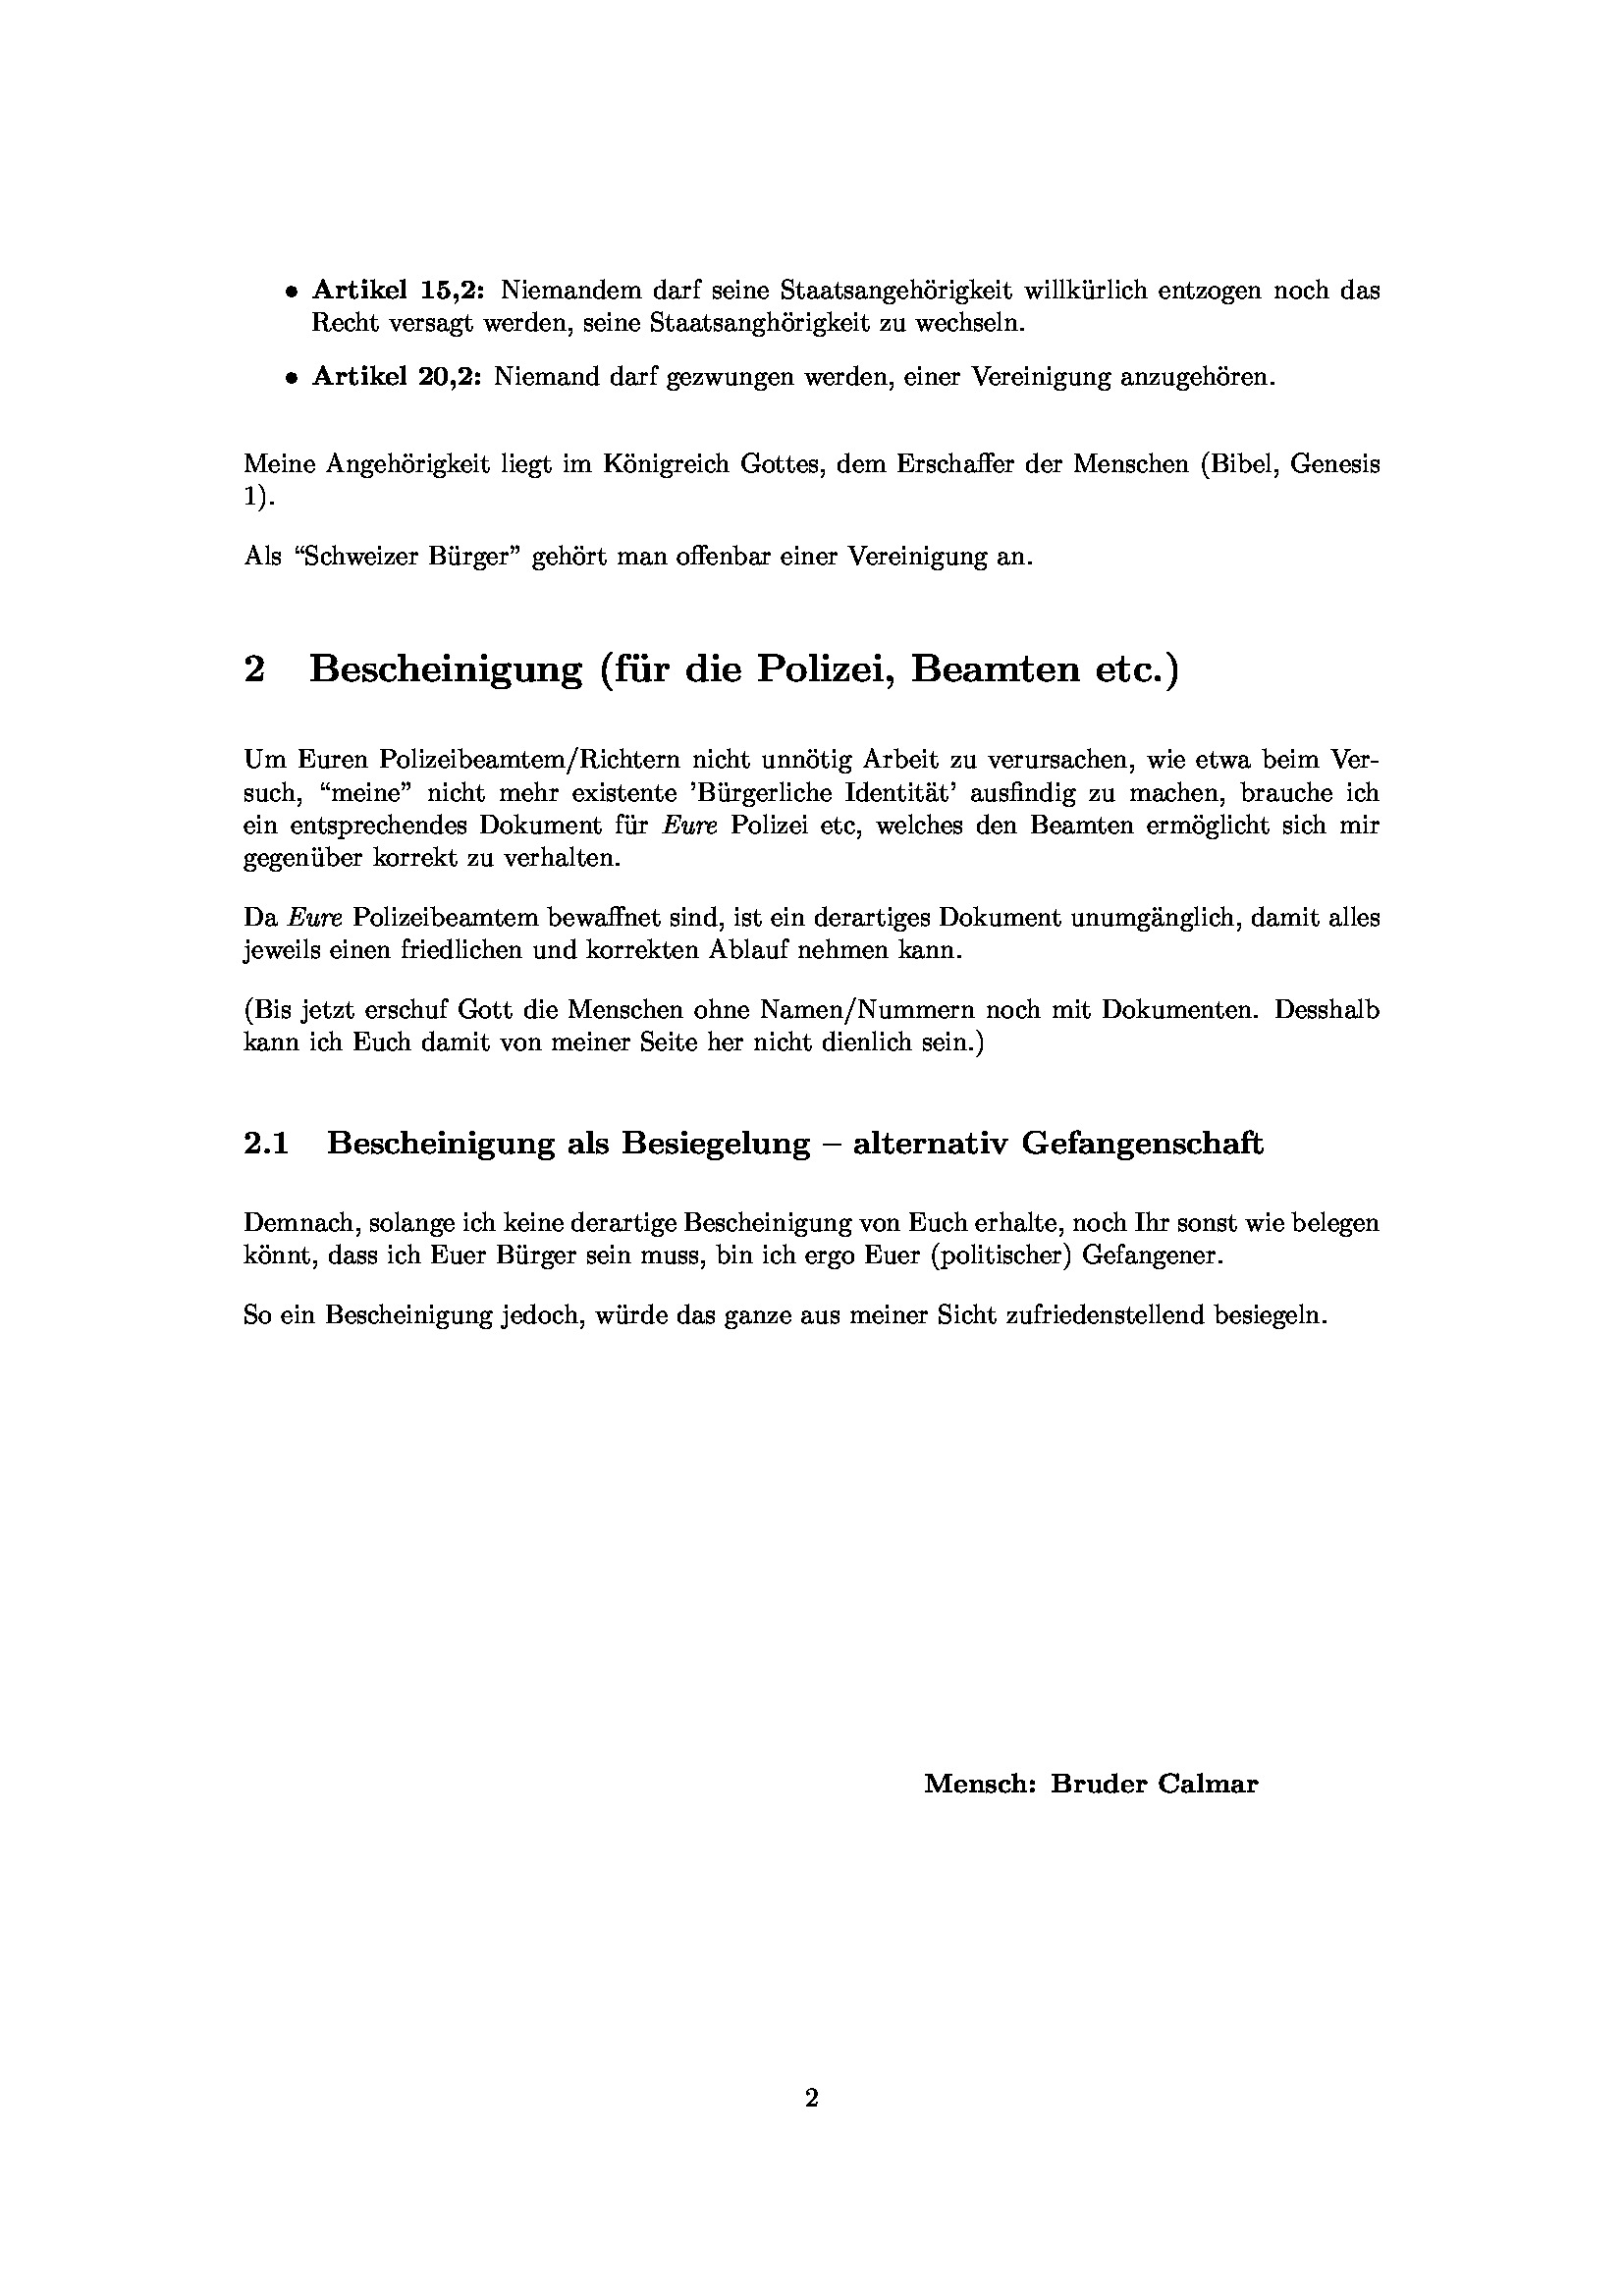 • Artikel 15,2: Niemandem darf seine Staatsangehörigkeit willkürlich entzogen noch das
Recht versagt werden, seine Staatsanghörigkeit zu wechseln.
• Artikel 20,2: Niemand darf gezwungen werden, einer Vereinigung anzugehören.
Meine Angehörigkeit liegt im Königreich Gottes, dem Erschaffer der Menschen (Bibel, Genesis
1).
Als “Schweizer Bürger” gehört man offenbar einer Vereinigung an.
2 Bescheinigung (für die Polizei, Beamten etc.)
Um Euren Polizeibeamtem/Richtern nicht unnötig Arbeit zu verursachen, wie etwa beim Ver-
such, “meine” nicht mehr existente ’Bürgerliche Identität’ ausfindig zu machen, brauche ich
ein entsprechendes Dokument für Eure Polizei etc, welches den Beamten ermöglicht sich mir
gegenüber korrekt zu verhalten.
Da Eure Polizeibeamtem bewaffnet sind, ist ein derartiges Dokument unumgänglich, damit alles
jeweils einen friedlichen und korrekten Ablauf nehmen kann.
(Bis jetzt erschuf Gott die Menschen ohne Namen/Nummern noch mit Dokumenten. Desshalb
kann ich Euch damit von meiner Seite her nicht dienlich sein.)
2.1 Bescheinigung als Besiegelung – alternativ Gefangenschaft
Demnach, solange ich keine derartige Bescheinigung von Euch erhalte, noch Ihr sonst wie belegen
könnt, dass ich Euer Bürger sein muss, bin ich ergo Euer (politischer) Gefangener.
So ein Bescheinigung jedoch, würde das ganze aus meiner Sicht zufriedenstellend besiegeln.
Mensch: Bruder Calmar
2